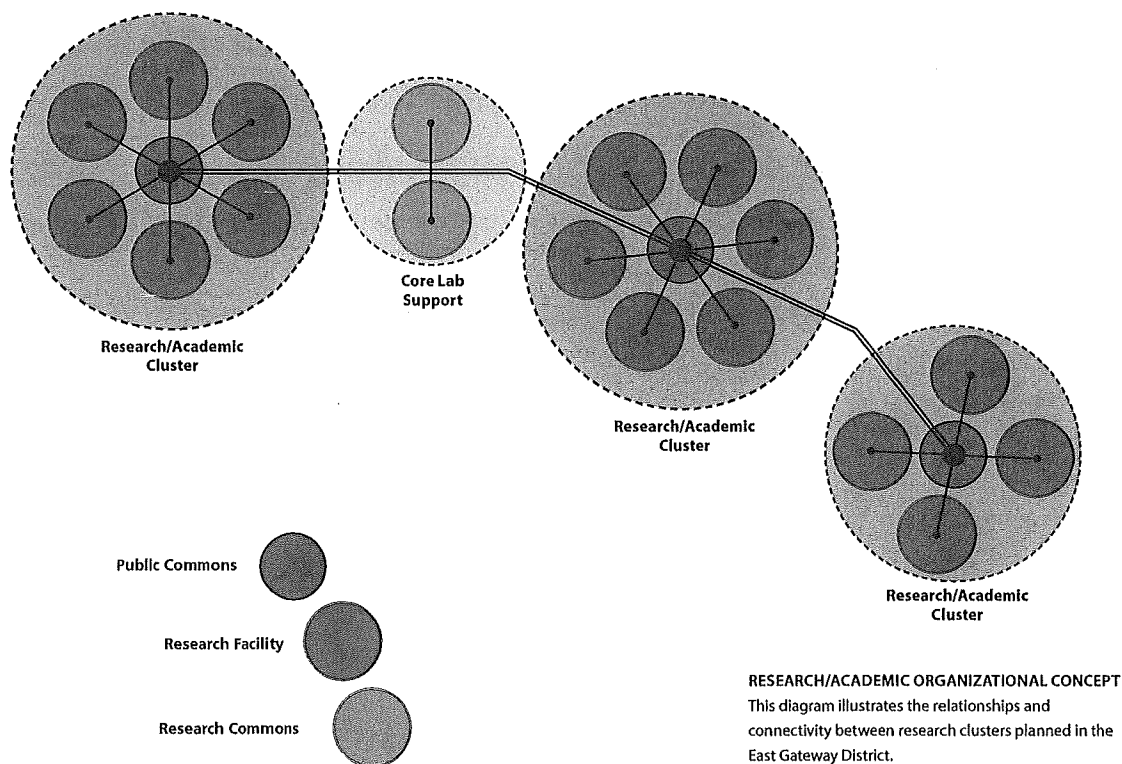 Core Lab
Support
Research/Academic
Cluster
Research/Academic
Cluster
Research/Academic
Cluster
Public Commons
Research Facility
Research Commons
RESEARCH/ACADEMIC ORGANIZATIONAL CONCEPT
This diagram illustrates the relationships and
connectivity between research clusters planned in the
East Gateway District.